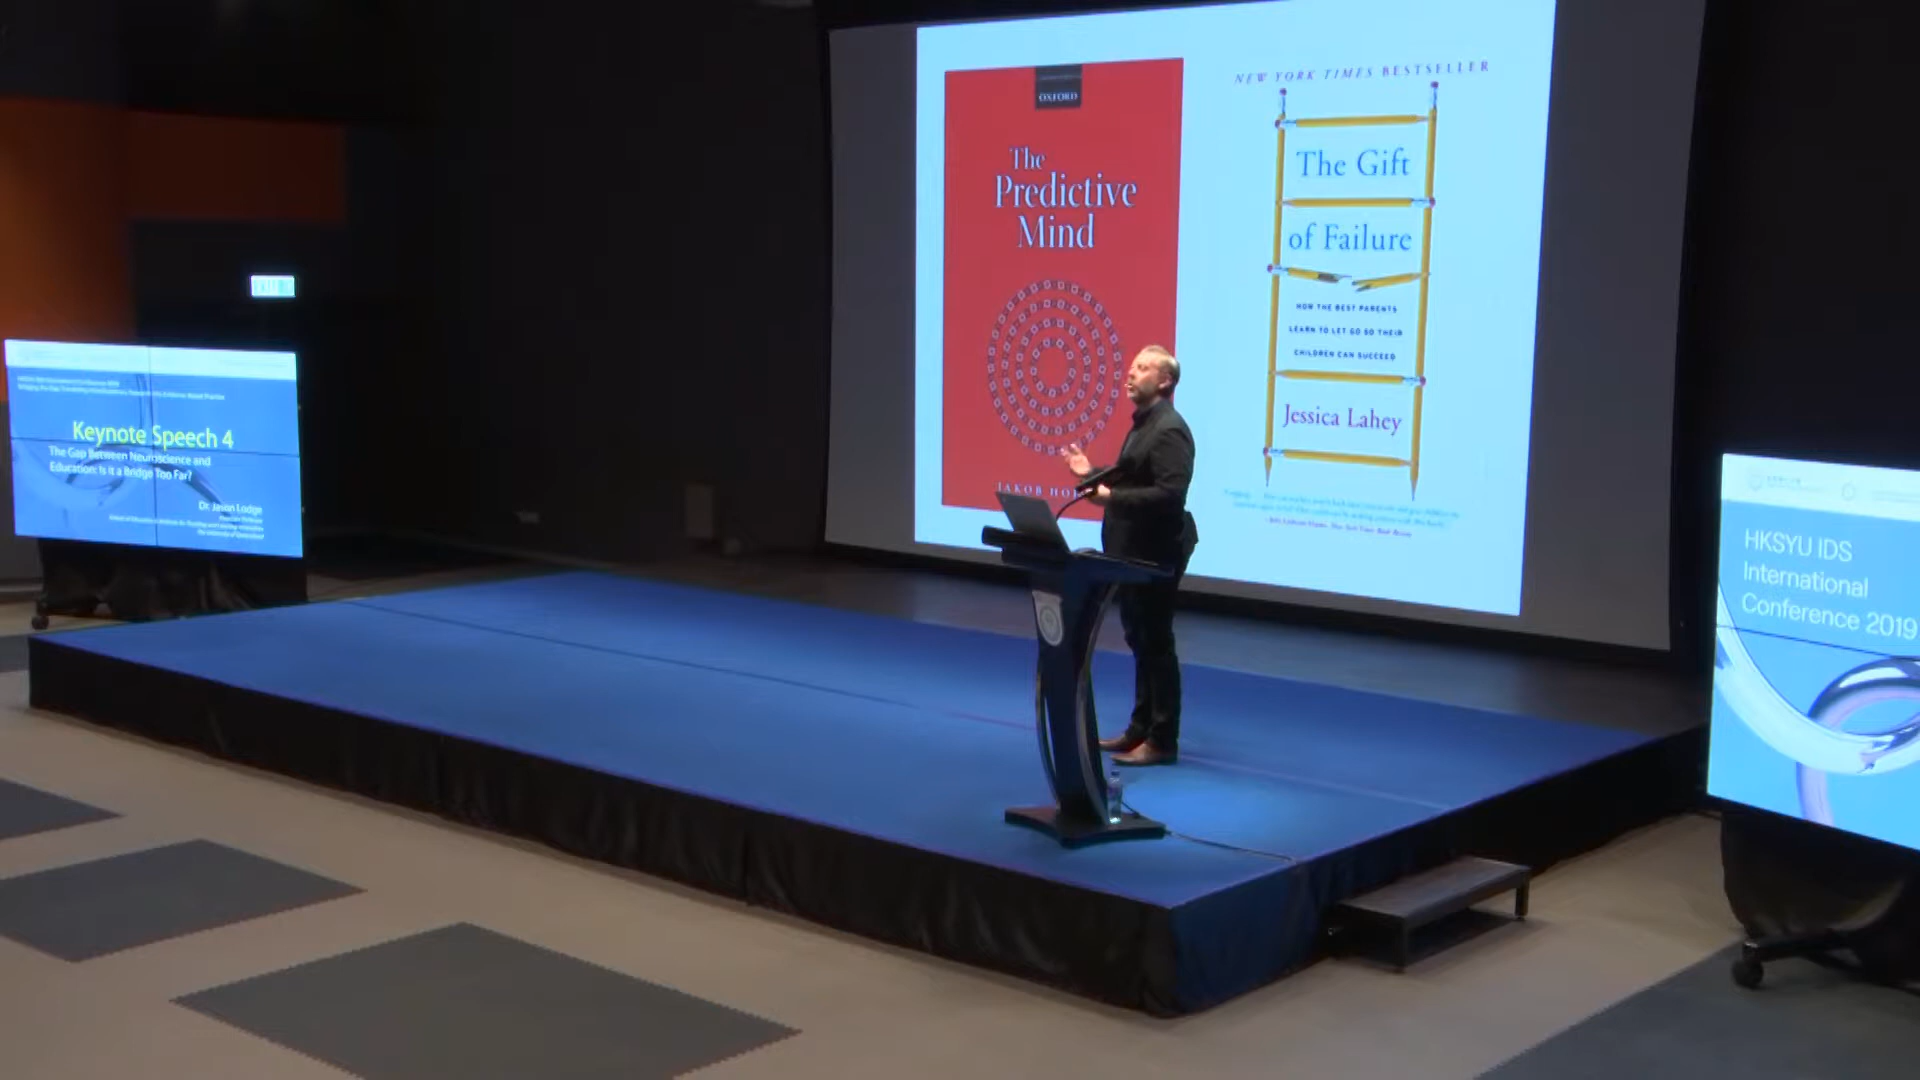 OXFORD
The
Predictive
Mind
JAKOB
NEW YORK TIMES BESTSELLER
The Gift
of Failure
HOW THE BEST PARENTS
LEARN TO LET GO SO THEIR
CHILDREN CAN SUCCEED
Jessica Lahey
Keynote Speech 4
The Gap Between Neuroscience and
Education: Is it a Bridge Too Far?
Dr. Jason Lodge
HKSYU IDS
International
Conference 2019